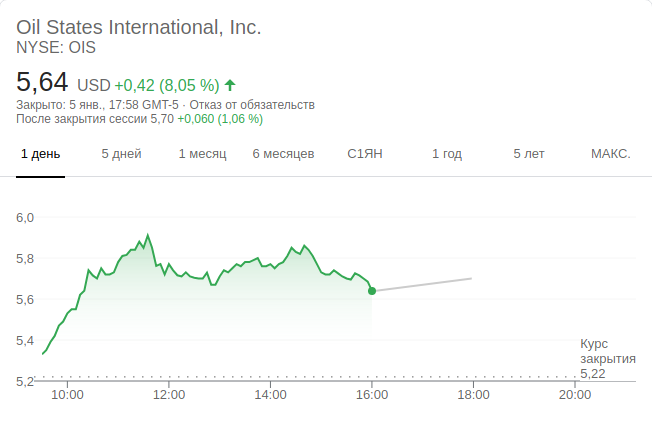 Oil States International, Inc.
NYSE: OIS
5,64 USD +0,42 (8,05 %)
Закрыто: 5 янв., 17:58 GMT-5 · Отказ от обязательств
После закрытия сессии 5,70 +0,060 (1,06 %)
1 день 5 дней 1 месяц 6 месяцев С1ЯН 1 год 5 лет МАКС.
6,0
5,8
5,6
5,4
5,2
Курс
закрытия
5,22
10:00 12:00 14:00 16:00 18:00 20:00